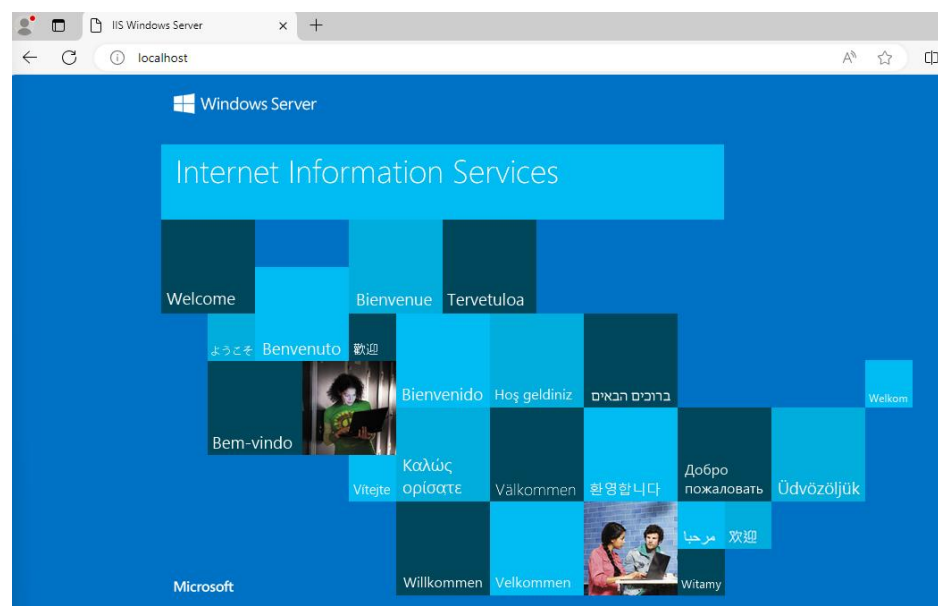 IIS Windows Server
localhost
Windows Server
Internet Information Services
Welcome
Bienvenue
Tervetuloa
ようこそ
Benvenuto
歡迎
Bienvenido
Hoş geldiniz
ברוכים הבאים
Welkom
Bem-vindo
Vítejte
Καλώς
ορίσατε
Välkommen
환영합니다
Добро
пожаловать
Üdvözöljük
مرحبا
欢迎
Microsoft
Willkommen
Velkommen
Witamy